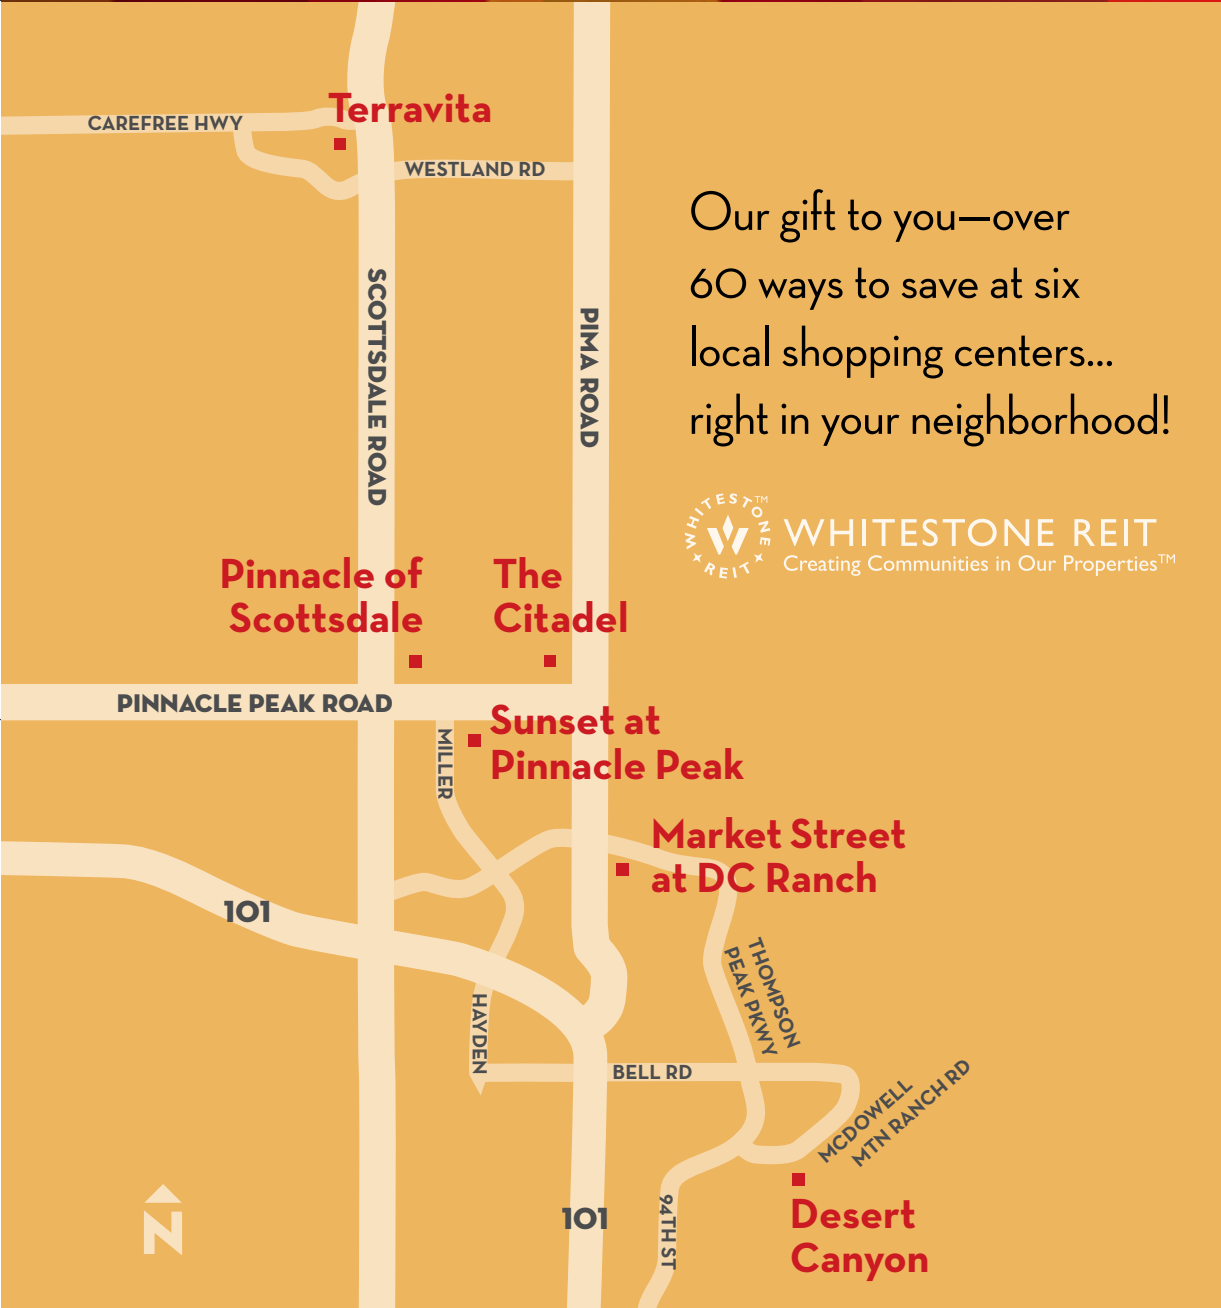 Terravita
CAREFREE HWY
WESTLAND RD
SCOTTSDALE ROAD
PIMA ROAD
Our gift to you—over
60 ways to save at six
local shopping centers...
right in your neighborhood!
WHITESTONE REIT TM
WHITESTONE REIT
Creating Communities in Our Properties™
Pinnacle of
Scottsdale
The
Citadel
PINNACLE PEAK ROAD
Sunset at
Pinnacle Peak
MILLER
Market Street
at DC Ranch
101
THOMPSON
PEAK PKWY
HAYDEN
BELL RD
MCDOWELL
MTN RANCH RD
Desert
Canyon
94TH ST
101
N